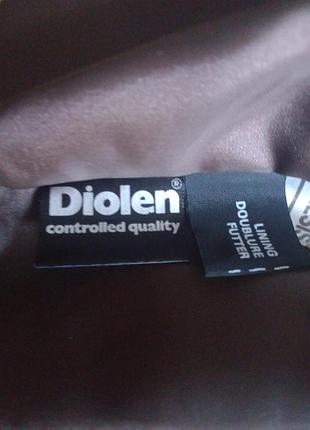 Diolen®
controlled quality
LINING
DOUBLURE
FUTTER